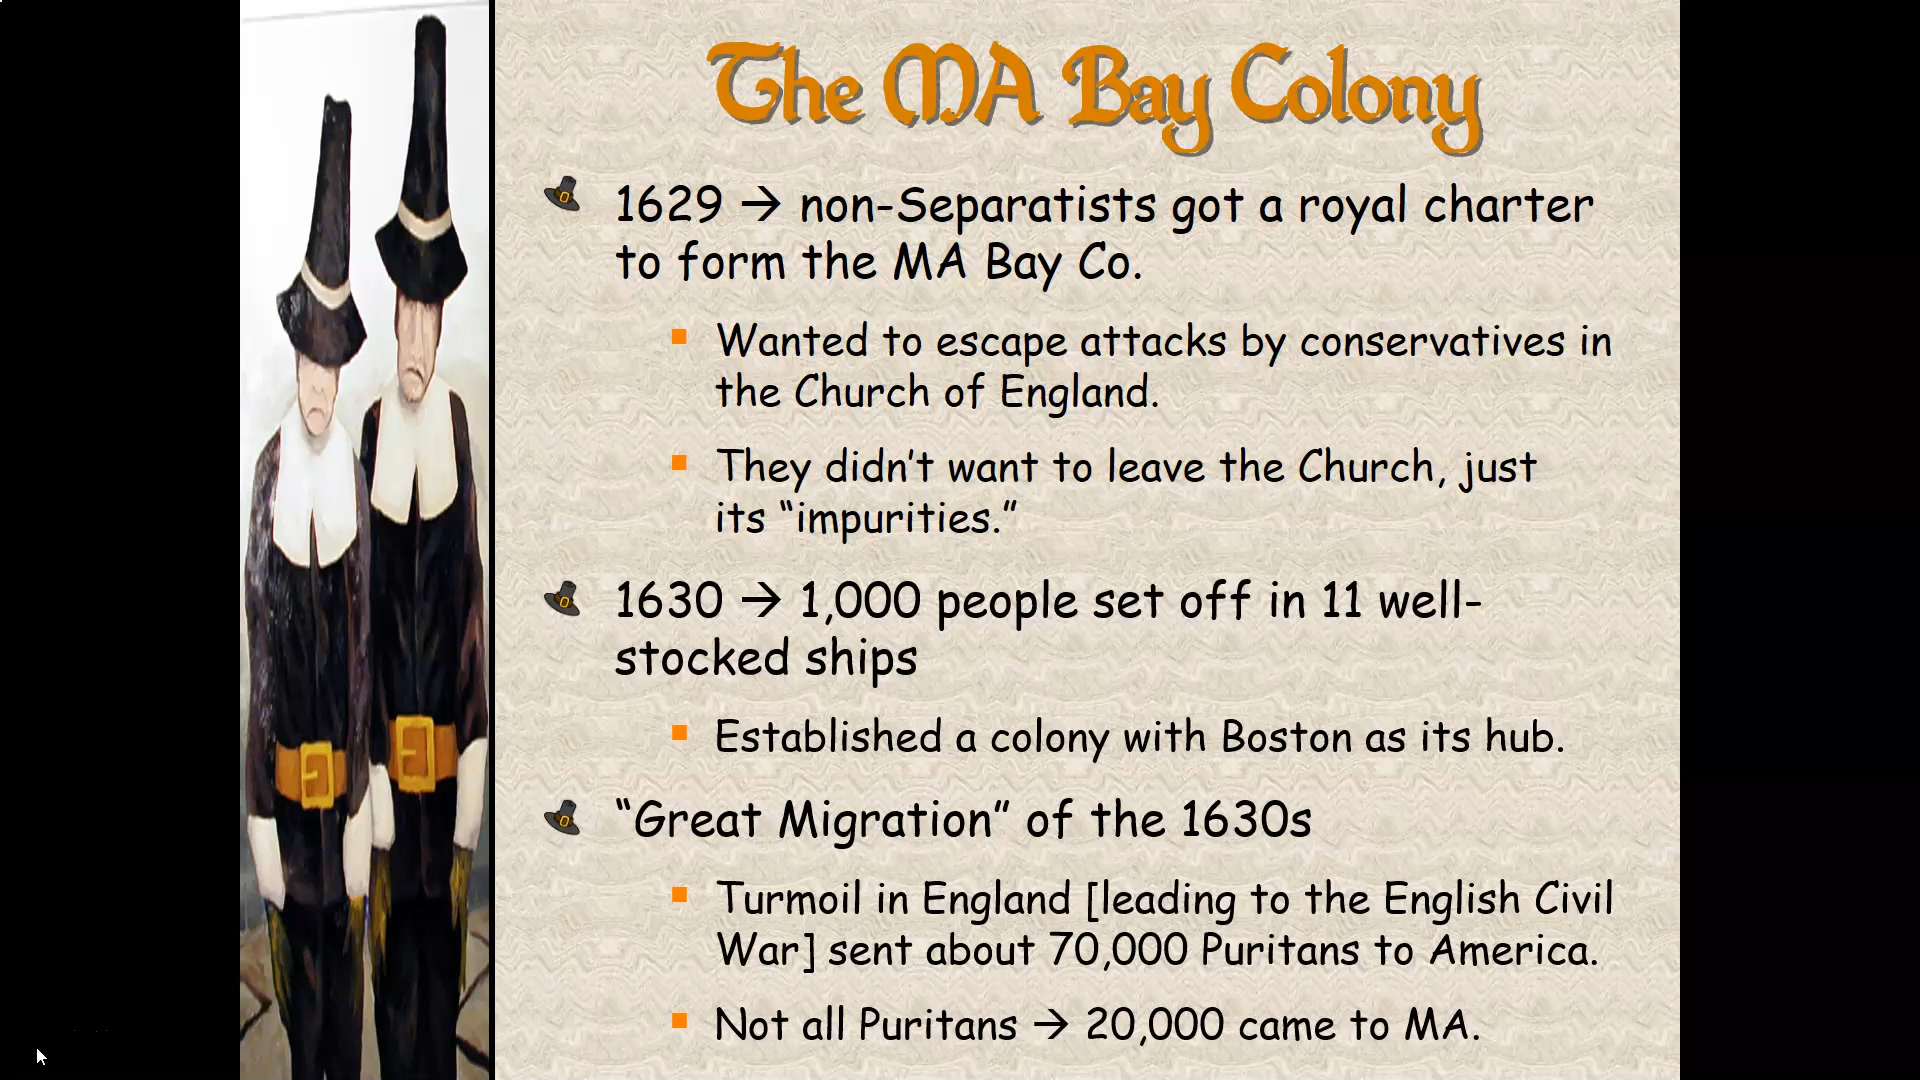 The MA Bay Colony
1629 → non-Separatists got a royal charter
to form the MA Bay Co.
Wanted to escape attacks by conservatives in
the Church of England.
They didn’t want to leave the Church, just
its “impurities.”
1630 → 1,000 people set off in 11 well-
stocked ships
Established a colony with Boston as its hub.
“Great Migration” of the 1630s
Turmoil in England [leading to the English Civil
War] sent about 70,000 Puritans to America.
Not all Puritans → 20,000 came to MA.